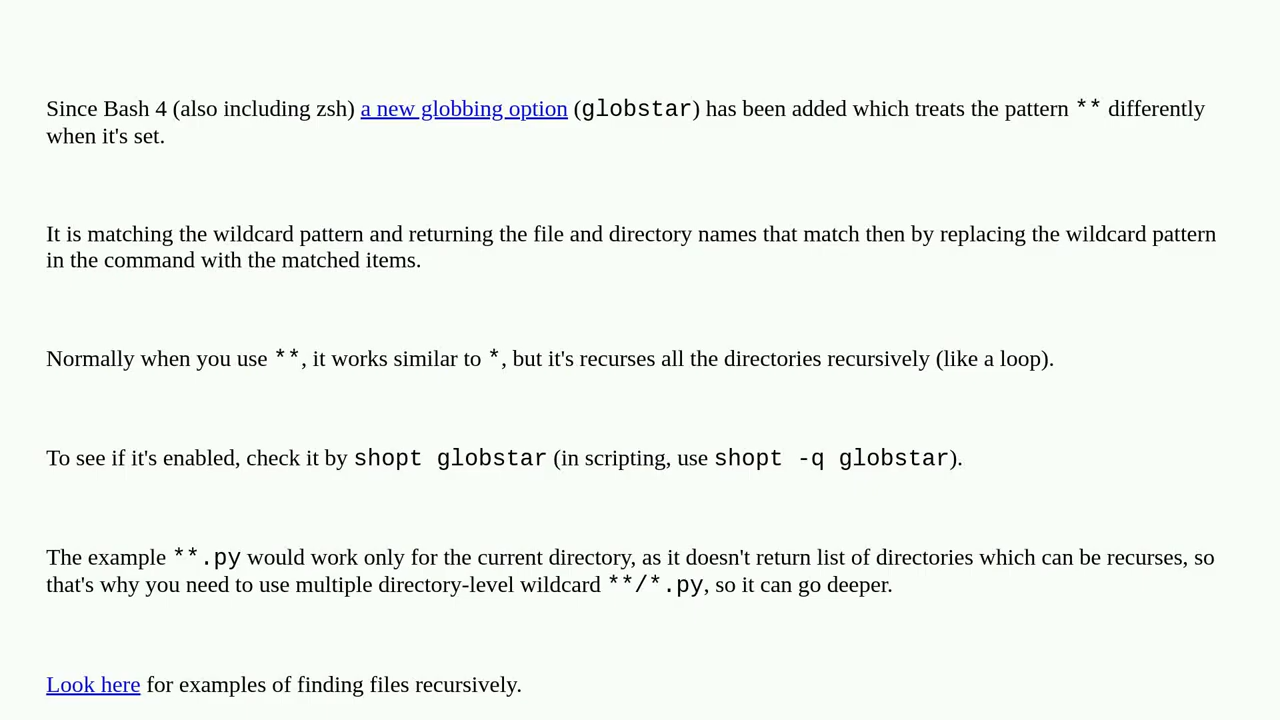 Since Bash 4 (also including zsh) a new globbing option (globstar) has been added which treats the pattern ** differently
when it's set.
It is matching the wildcard pattern and returning the file and directory names that match then by replacing the wildcard pattern
in the command with the matched items.
Normally when you use **, it works similar to *, but it's recurses all the directories recursively (like a loop).
To see if it's enabled, check it by shopt globstar (in scripting, use shopt -q globstar).
The example **.py would work only for the current directory, as it doesn't return list of directories which can be recurses, so
that's why you need to use multiple directory-level wildcard **/*.py, so it can go deeper.
Look here for examples of finding files recursively.